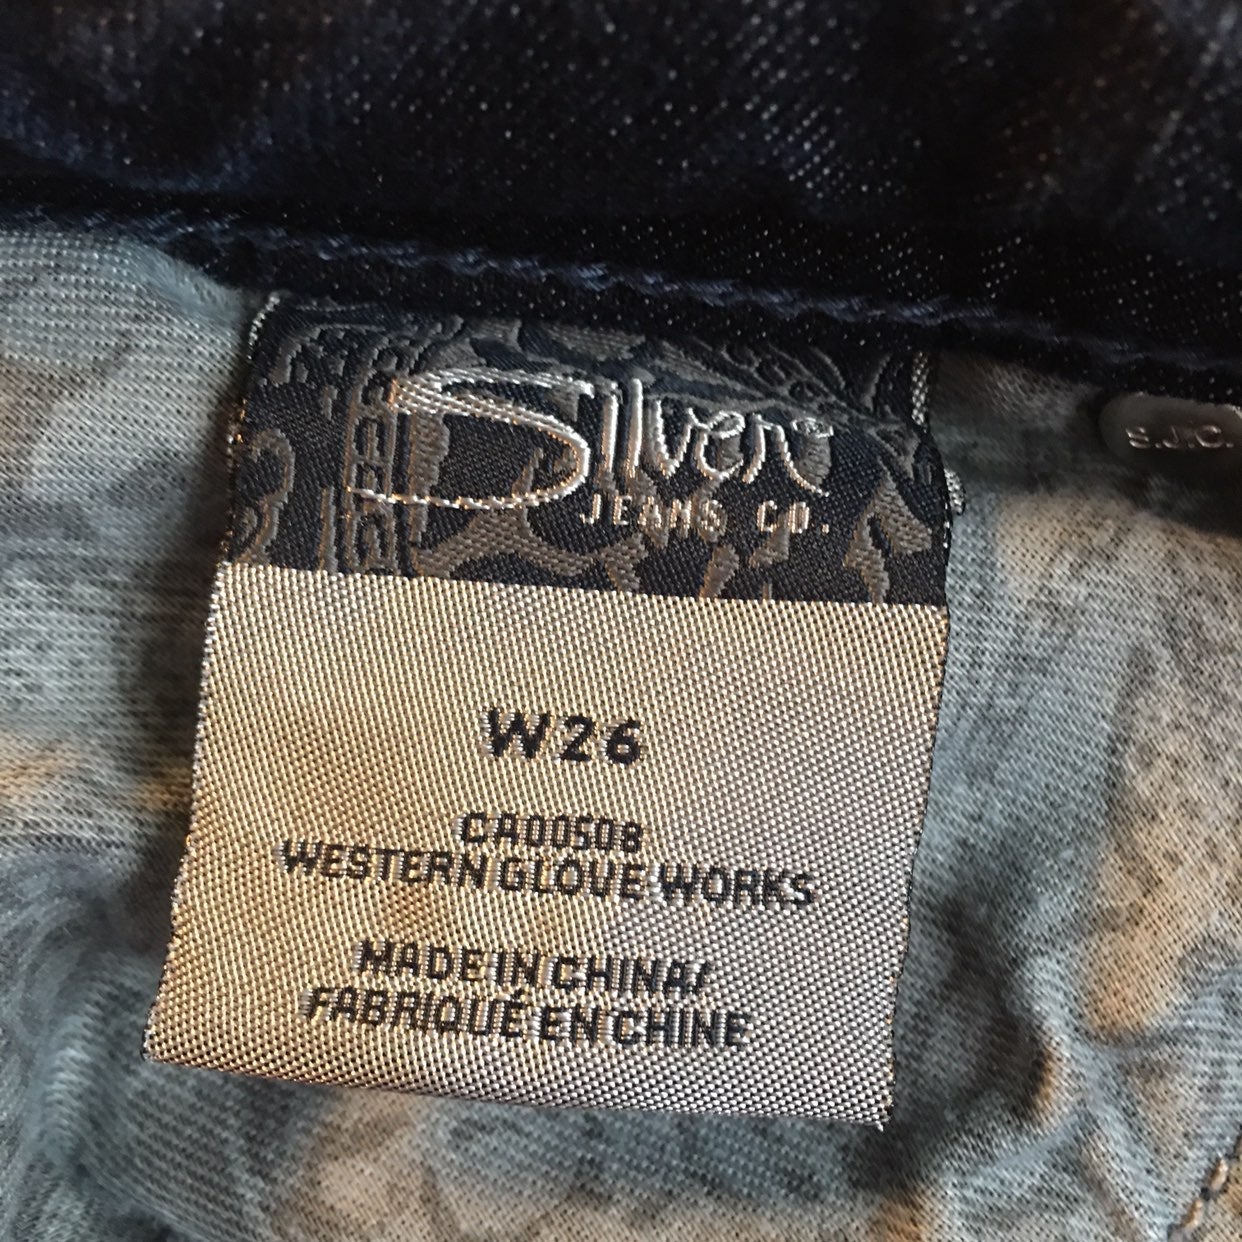 Silver®
JEANS CO.
S.J.C.
W26
CA00508
WESTERN GLOVE WORKS
MADE IN CHINA/
FABRIQUÉ EN CHINE